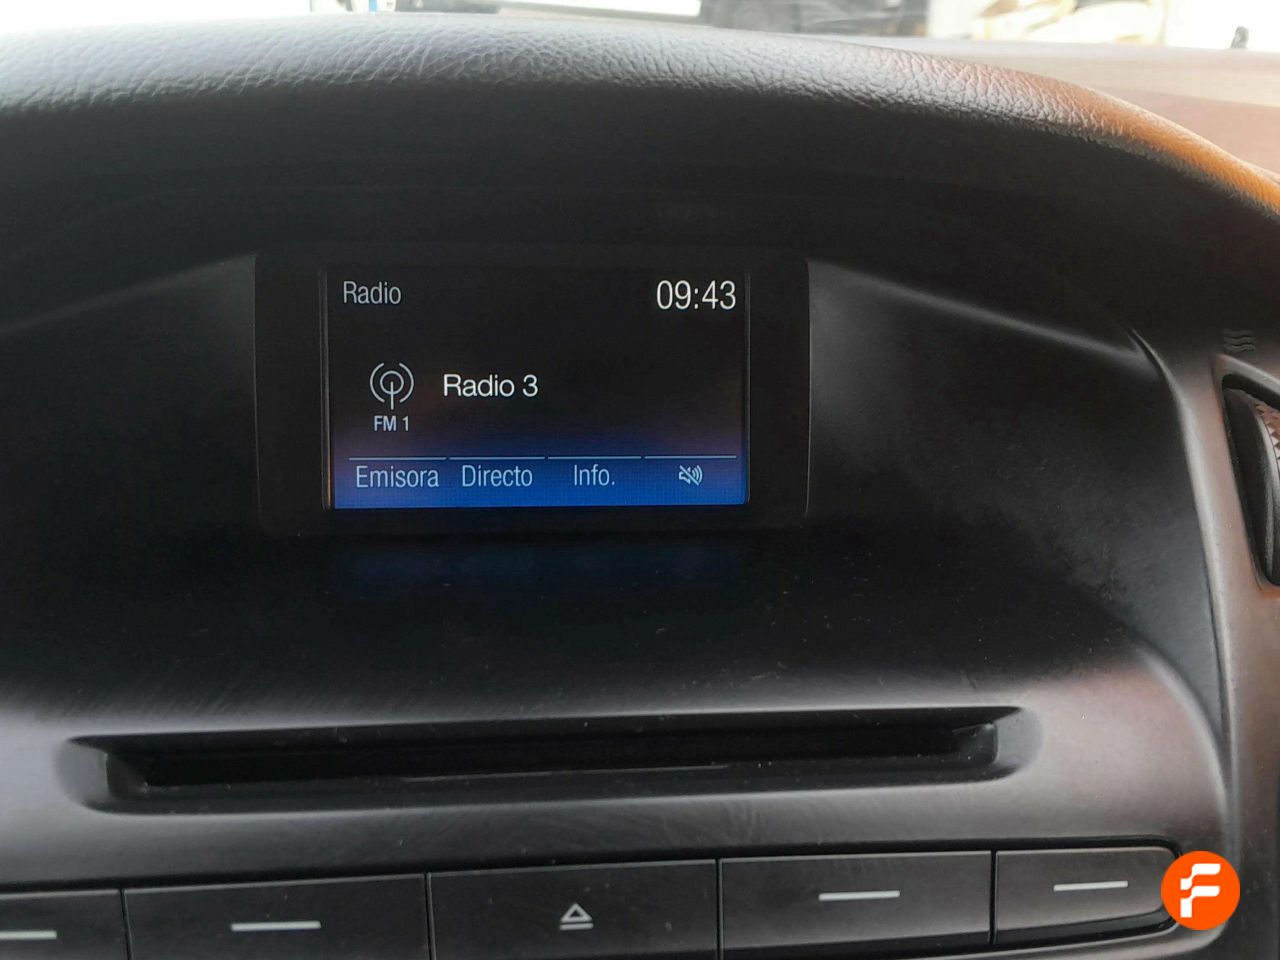 Radio 09:43
Radio 3
FM 1
Emisora Directo Info.